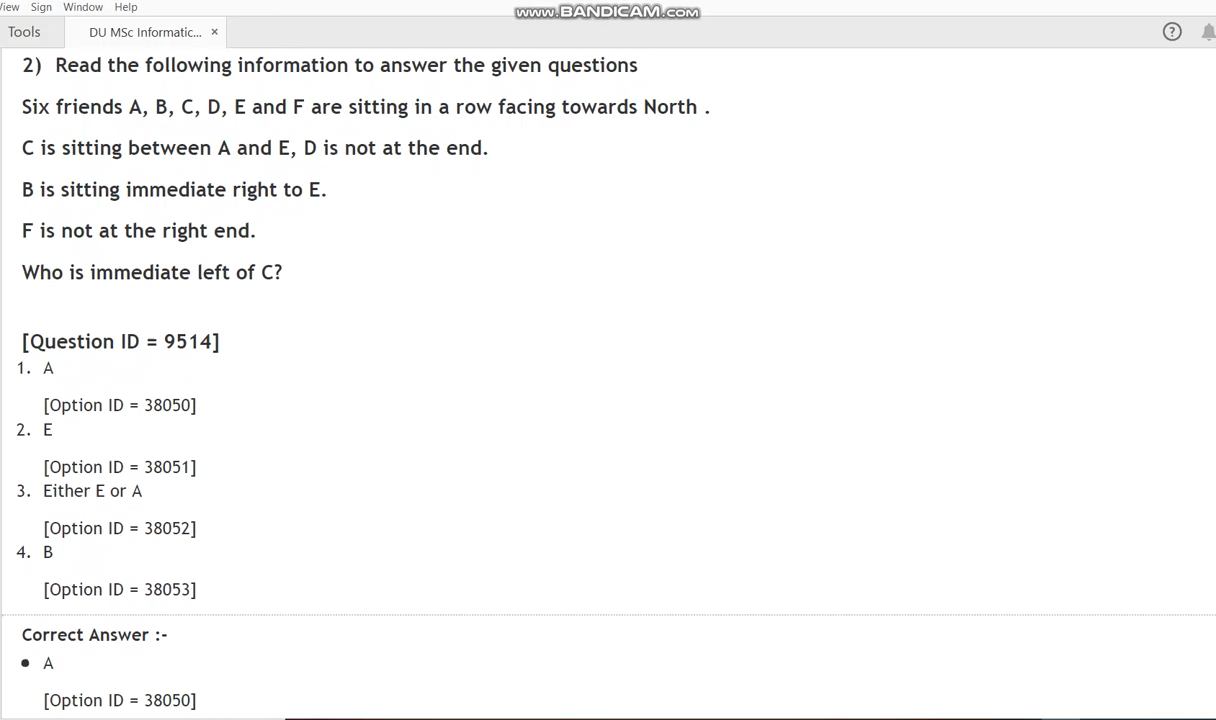 View Sign Window Help
www.BANDICAM.com
Tools DU MSc Informatic... × ?
2) Read the following information to answer the given questions
Six friends A, B, C, D, E and F are sitting in a row facing towards North .
C is sitting between A and E, D is not at the end.
B is sitting immediate right to E.
F is not at the right end.
Who is immediate left of C?
[Question ID = 9514]
1. A
[Option ID = 38050]
2. E
[Option ID = 38051]
3. Either E or A
[Option ID = 38052]
4. B
[Option ID = 38053]
Correct Answer :-
• A
[Option ID = 38050]